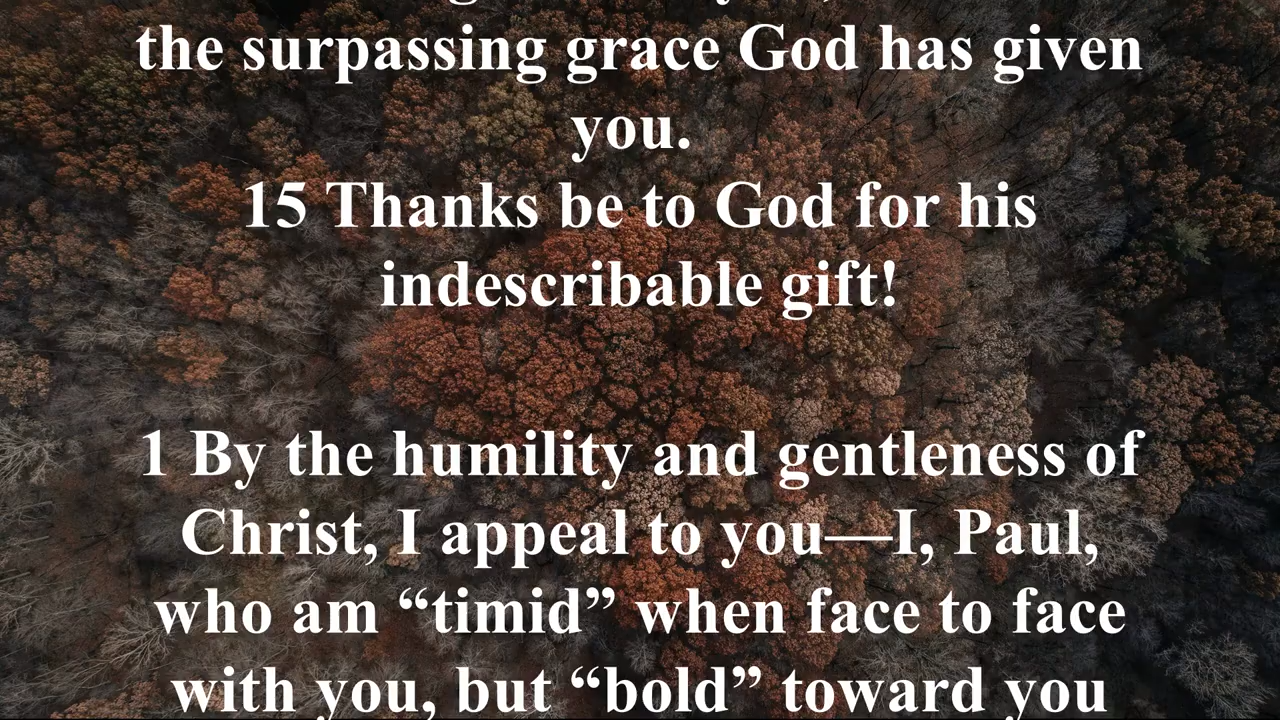 the surpassing grace God has given
you.
15 Thanks be to God for his
indescribable gift!
1 By the humility and gentleness of
Christ, I appeal to you—I, Paul,
who am “timid” when face to face
with you, but “bold” toward you